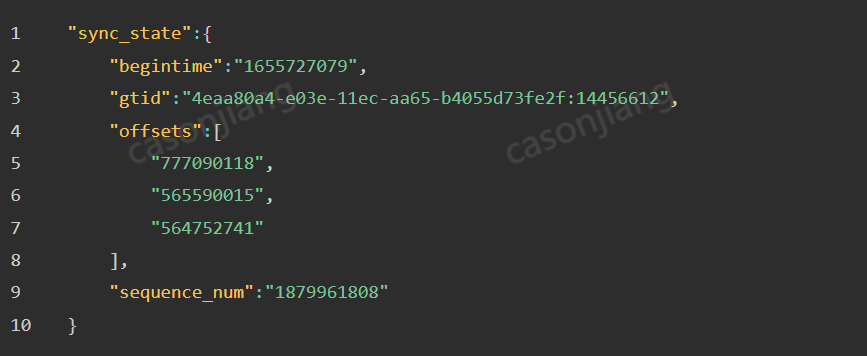 1 "sync_state":{
2 "begintime":"1655727079",
3 "gtid":"4eaa80a4-e03e-11ec-aa65-b4055d73fe2f:14456612",
4 "offsets":[
5 "777090118",
6 "565590015",
7 "564752741"
8 ],
9 "sequence_num":"1879961808"
10 }
casonjiang
casonjiang